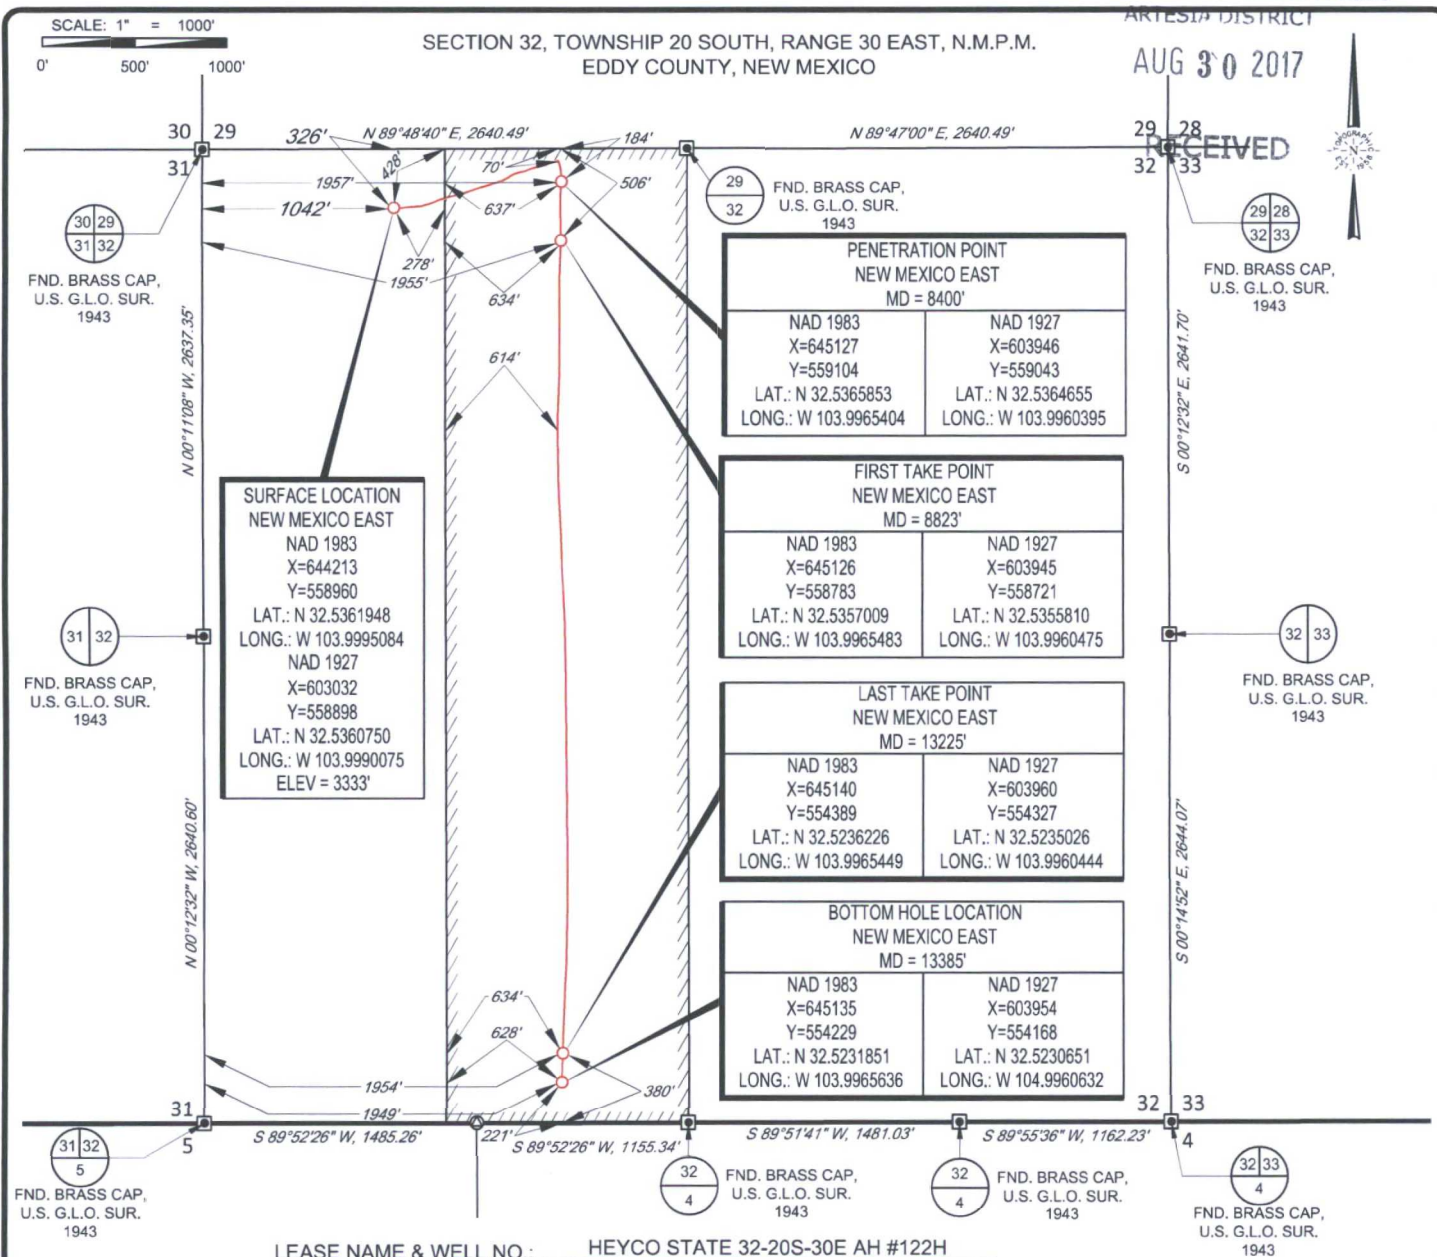 SCALE: 1" = 1000'
0' 500' 1000'
SECTION 32, TOWNSHIP 20 SOUTH, RANGE 30 EAST, N.M.P.M.
EDDY COUNTY, NEW MEXICO
ARTESIA DISTRICT
AUG 30 2017
RECEIVED
30 29
31
326'
N 89°48'40" E, 2640.49'
184'
N 89°47'00" E, 2640.49'
29 28
32 33
428'
70'
1957'
637'
506'
1042'
278'
1955'
634'
614'
30 29
31 32
FND. BRASS CAP,
U.S. G.L.O. SUR.
1943
29
32
FND. BRASS CAP,
U.S. G.L.O. SUR.
1943
29 28
32 33
FND. BRASS CAP,
U.S. G.L.O. SUR.
1943
N
N 00°11'08" W, 2637.35'
S 00°12'32" E, 2641.70'
PENETRATION POINT
NEW MEXICO EAST
MD = 8400'
NAD 1983
X=645127
Y=559104
LAT.: N 32.5365853
LONG.: W 103.9965404
NAD 1927
X=603946
Y=559043
LAT.: N 32.5364655
LONG.: W 103.9960395
FIRST TAKE POINT
NEW MEXICO EAST
MD = 8823'
NAD 1983
X=645126
Y=558783
LAT.: N 32.5357009
LONG.: W 103.9965483
NAD 1927
X=603945
Y=558721
LAT.: N 32.5355810
LONG.: W 103.9960475
SURFACE LOCATION
NEW MEXICO EAST
NAD 1983
X=644213
Y=558960
LAT.: N 32.5361948
LONG.: W 103.9995084
NAD 1927
X=603032
Y=558898
LAT.: N 32.5360750
LONG.: W 103.9990075
ELEV = 3333'
31 32
FND. BRASS CAP,
U.S. G.L.O. SUR.
1943
32 33
FND. BRASS CAP,
U.S. G.L.O. SUR.
1943
LAST TAKE POINT
NEW MEXICO EAST
MD = 13225'
NAD 1983
X=645140
Y=554389
LAT.: N 32.5236226
LONG.: W 103.9965449
NAD 1927
X=603960
Y=554327
LAT.: N 32.5235026
LONG.: W 103.9960444
N 00°12'32" W, 2640.60'
S 00°14'52" E, 2644.07'
BOTTOM HOLE LOCATION
NEW MEXICO EAST
MD = 13385'
NAD 1983
X=645135
Y=554229
LAT.: N 32.5231851
LONG.: W 103.9965636
NAD 1927
X=603954
Y=554168
LAT.: N 32.5230651
LONG.: W 104.9960632
634'
628'
1954'
380'
1949'
221'
31
5
32 33
4
S 89°52'26" W, 1485.26'
S 89°52'26" W, 1155.34'
S 89°51'41" W, 1481.03'
S 89°55'36" W, 1162.23'
31 32
5
FND. BRASS CAP,
U.S. G.L.O. SUR.
1943
32
4
FND. BRASS CAP,
U.S. G.L.O. SUR.
1943
32
4
FND. BRASS CAP,
U.S. G.L.O. SUR.
1943
32 33
4
FND. BRASS CAP,
U.S. G.L.O. SUR.
1943
LEASE NAME & WELL NO.: HEYCO STATE 32-20S-30E AH #122H